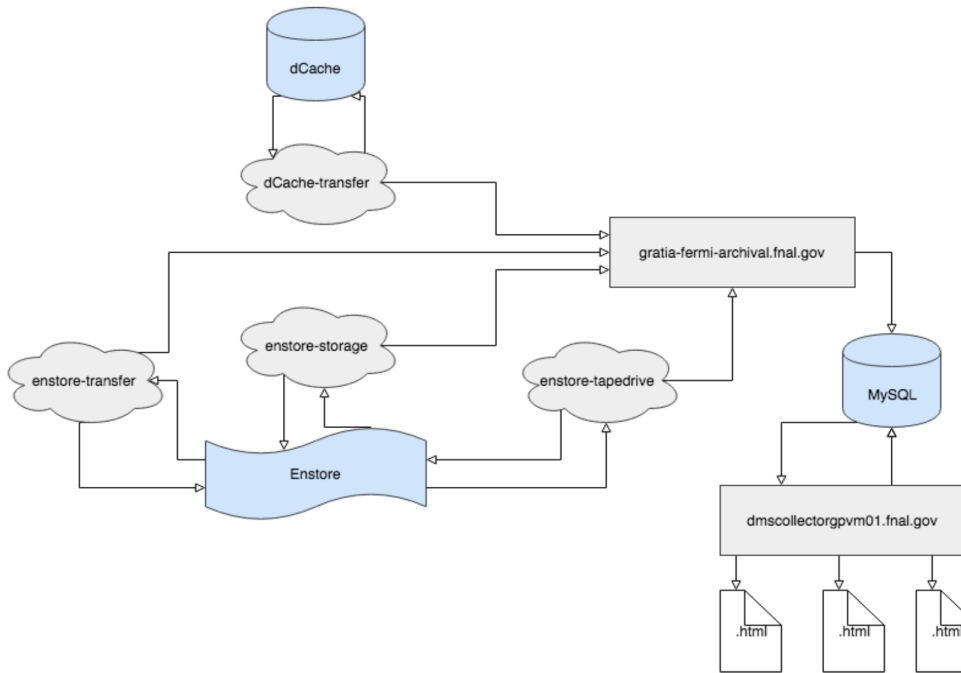 dCache
dCache-transfer
gratia-fermi-archival.fnal.gov
enstore-storage
enstore-transfer
enstore-tapedrive
MySQL
Enstore
dmscollectorgpvm01.fnal.gov
.html
.html
.html